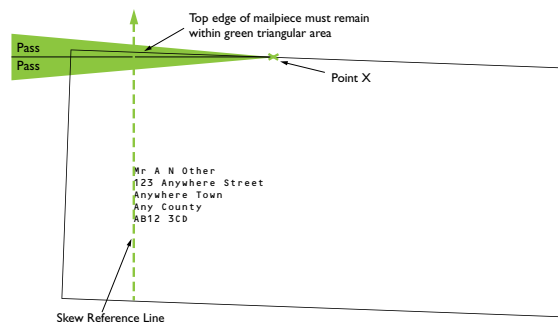 Top edge of mailpiece must remain
within green triangular area
Pass
Pass
Point X
Mr A N Other
123 Anywhere Street
Anywhere Town
Any County
AB12 3CD
Skew Reference Line